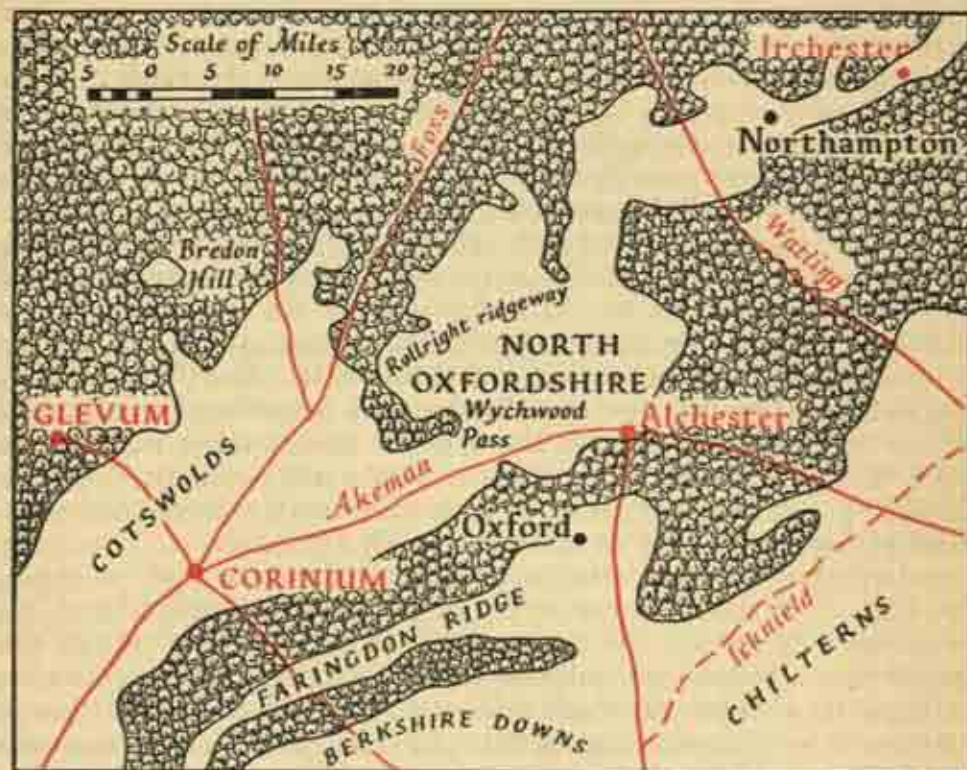 Scale of Miles
5 0 5 10 15 20
Irchester
Northampton
Foss
Watling
Bredon
Hill
Rollright ridgeway
NORTH
OXFORDSHIRE
Wychwood
Pass
GLEVUM
Alchester
COTSWOLDS
Akeman
Oxford
CORINIUM
FARINGDON RIDGE
Icknield
CHILTERNS
BERKSHIRE DOWNS